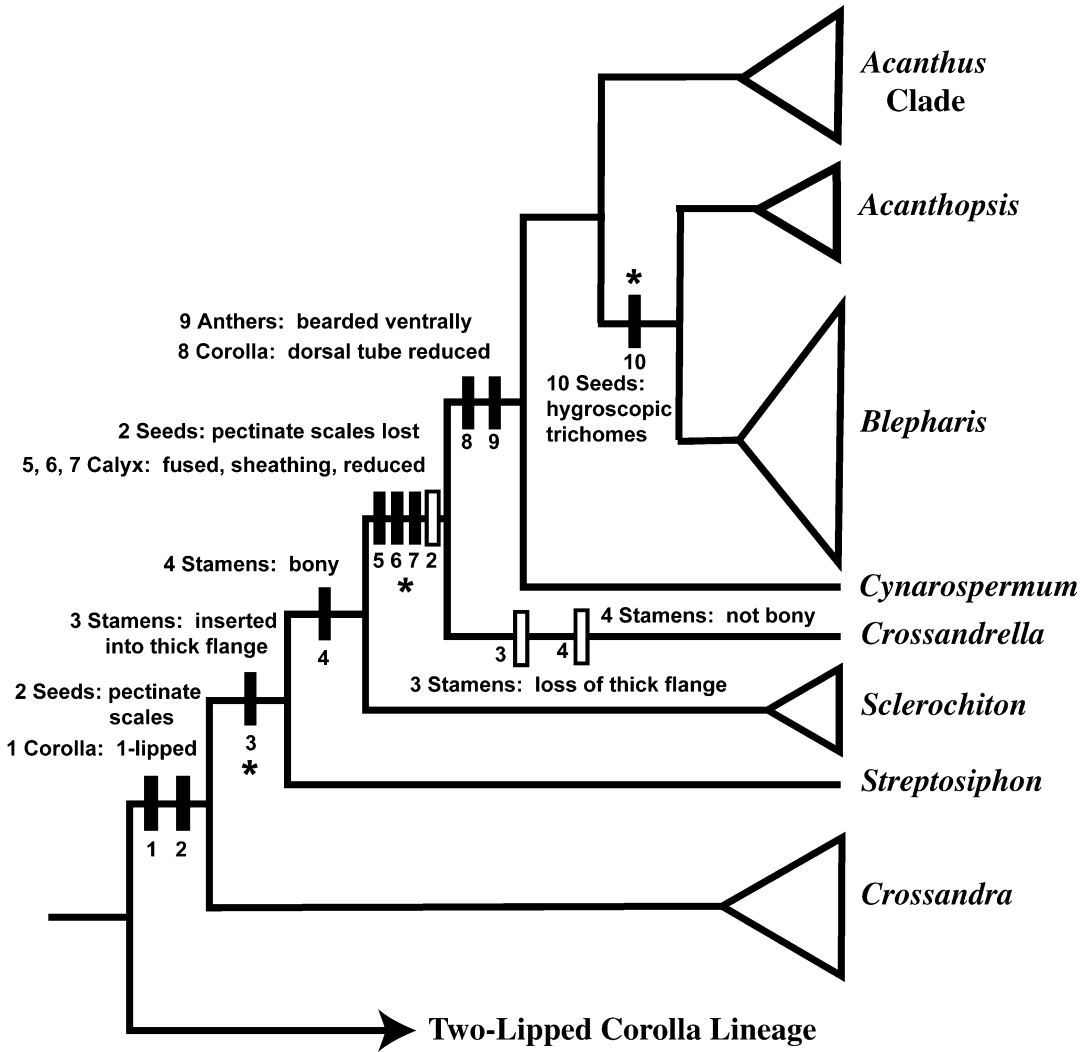 Acanthus
Clade
Acanthopsis
*
9 Anthers: bearded ventrally
8 Corolla: dorsal tube reduced
10
10 Seeds:
hygroscopic
trichomes
Blepharis
8 9
2 Seeds: pectinate scales lost
5, 6, 7 Calyx: fused, sheathing, reduced
5 6 7 2
*
4 Stamens: bony
4
Cynarospermum
4 Stamens: not bony
3 4
Crossandrella
3 Stamens: loss of thick flange
3 Stamens: inserted
into thick flange
2 Seeds: pectinate
scales
Sclerochiton
3
*
1 Corolla: 1-lipped
Streptosiphon
1 2
Crossandra
Two-Lipped Corolla Lineage